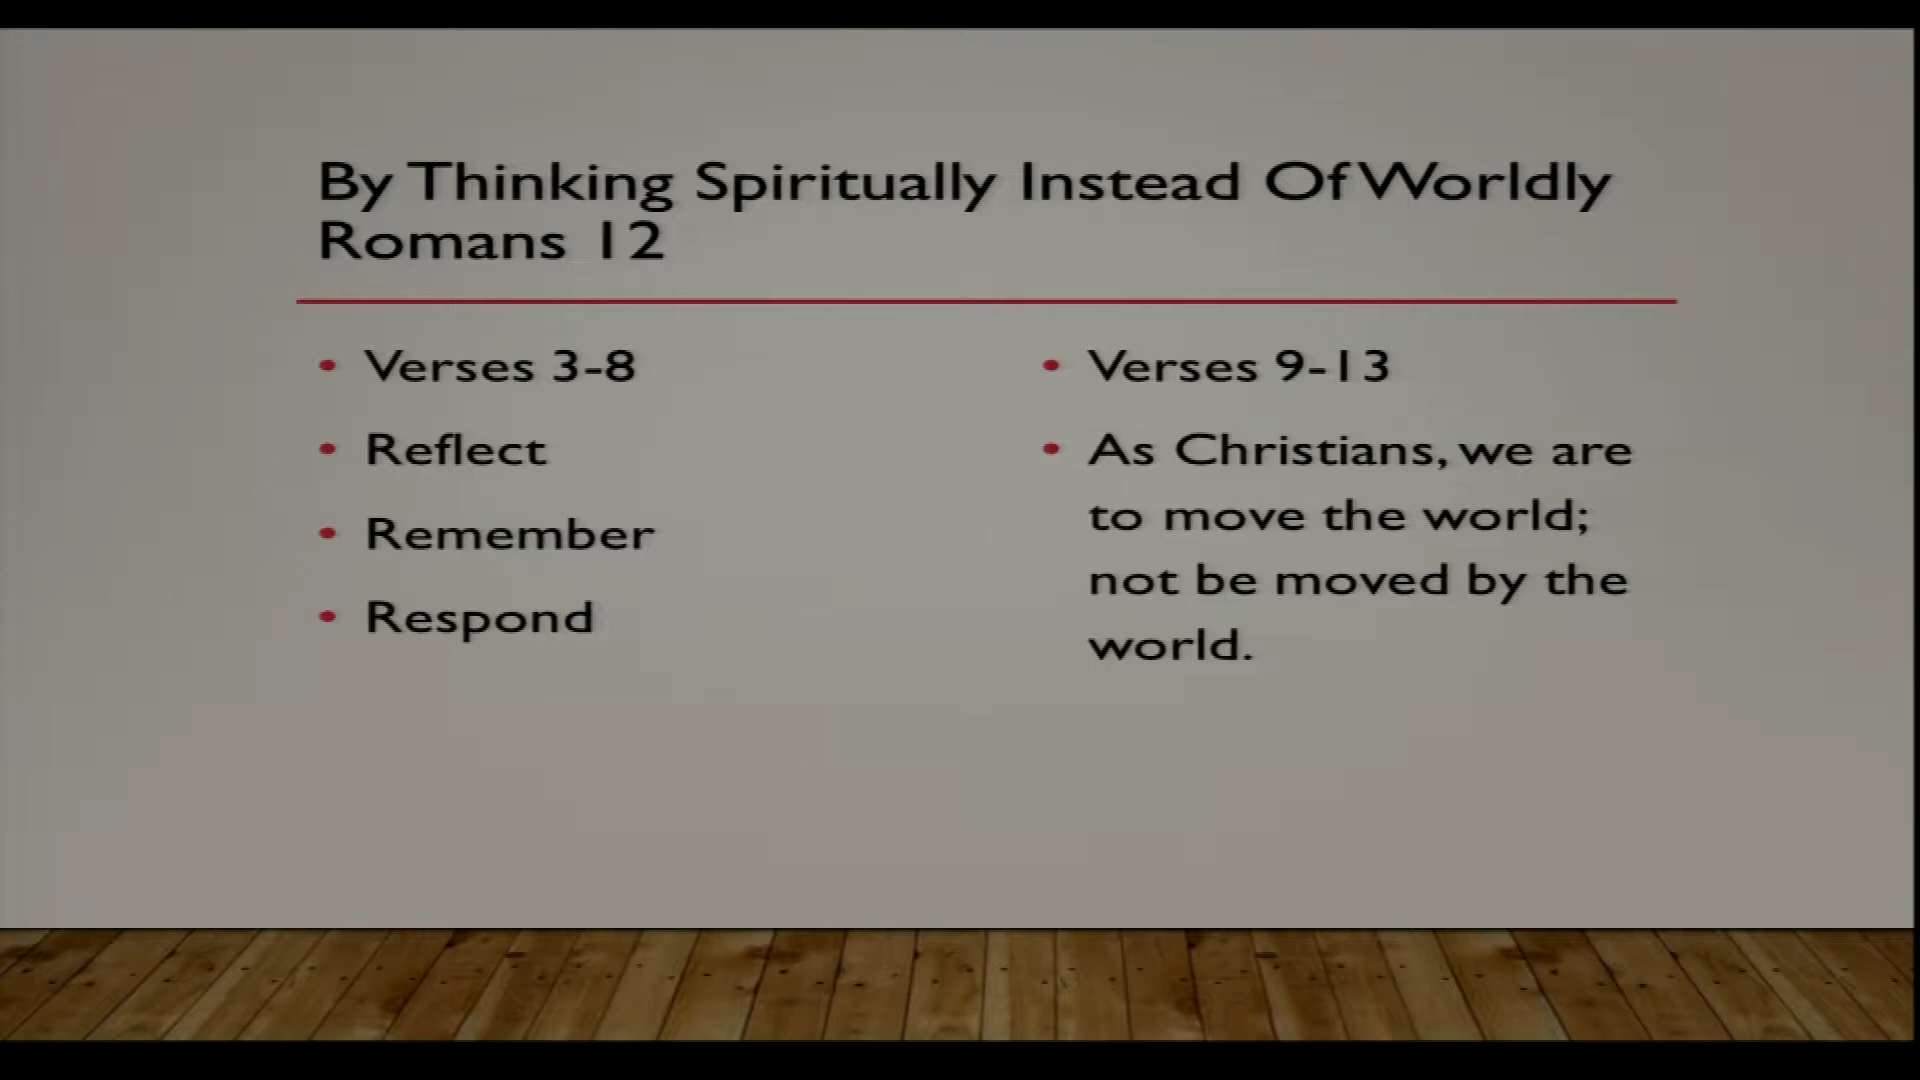 By Thinking Spiritually Instead Of Worldly
Romans 12
• Verses 3-8
• Reflect
• Remember
• Respond
• Verses 9-13
• As Christians, we are
to move the world;
not be moved by the
world.